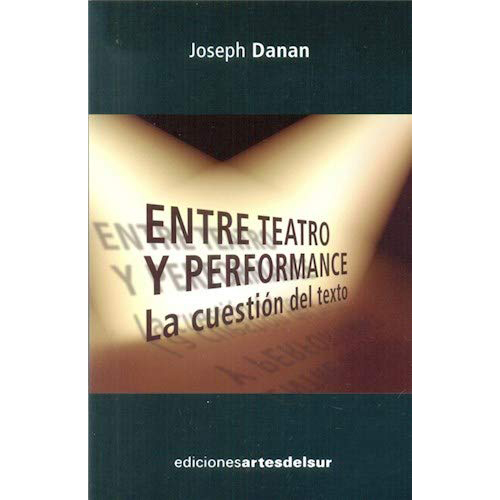 Joseph Danan
ENTRE TEATRO
Y PERFORMANCE
La cuestión del texto
edicionesartesdelsur